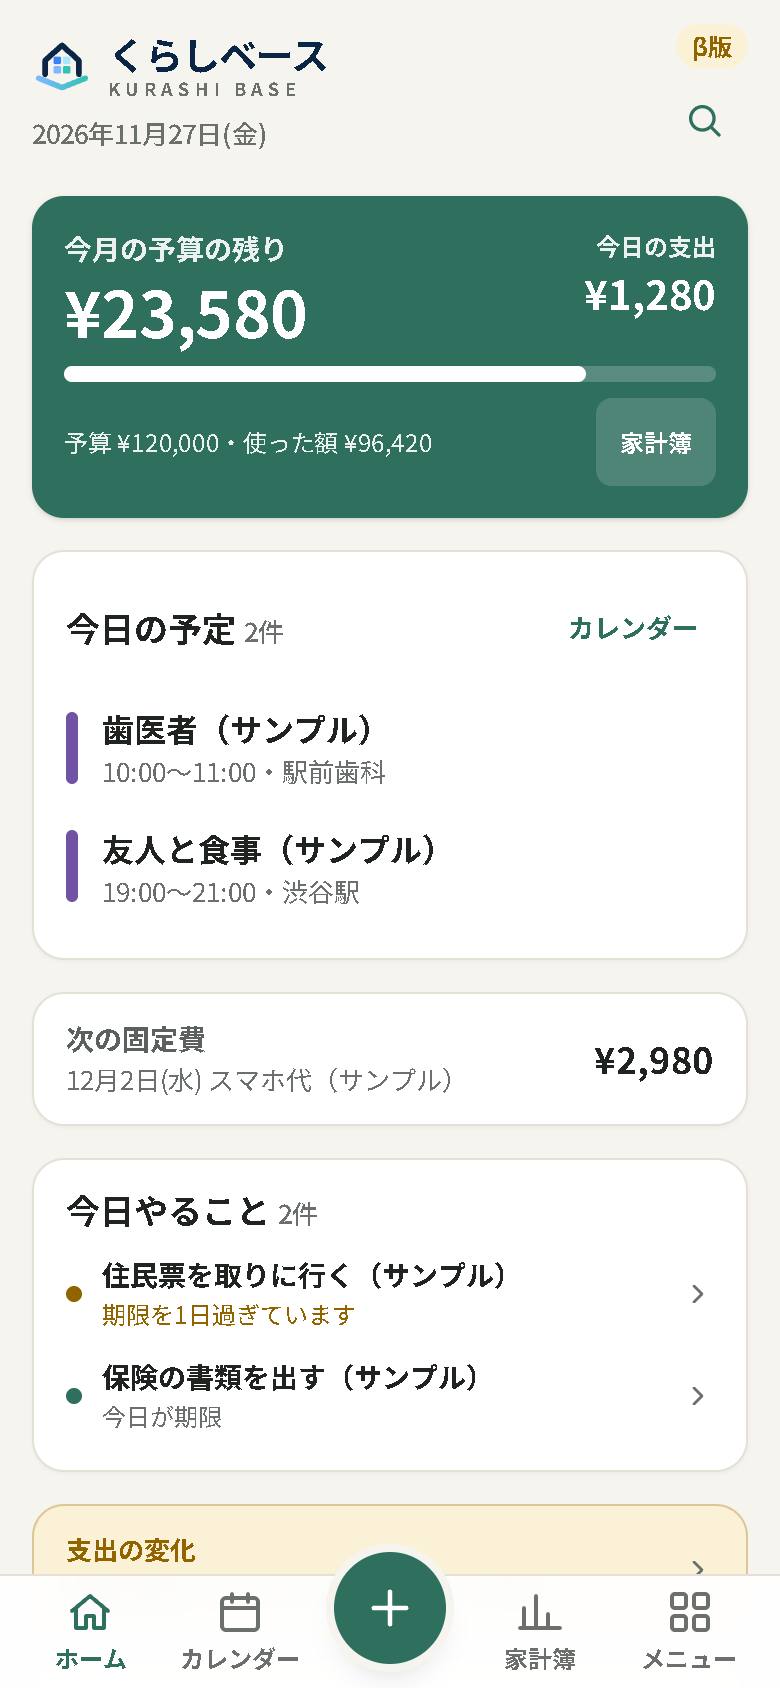 くらしベース
KURASHI BASE
β版
2026年11月27日(金)
今月の予算の残り
¥23,580
今日の支出
¥1,280
予算 ¥120,000・使った額 ¥96,420
家計簿
今日の予定 2件
カレンダー
歯医者（サンプル）
10:00〜11:00・駅前歯科
友人と食事（サンプル）
19:00〜21:00・渋谷駅
次の固定費
12月2日(水) スマホ代（サンプル）
¥2,980
今日やること 2件
住民票を取りに行く（サンプル）
期限を1日過ぎています
保険の書類を出す（サンプル）
今日が期限
支出の変化
ホーム
カレンダー
家計簿
メニュー